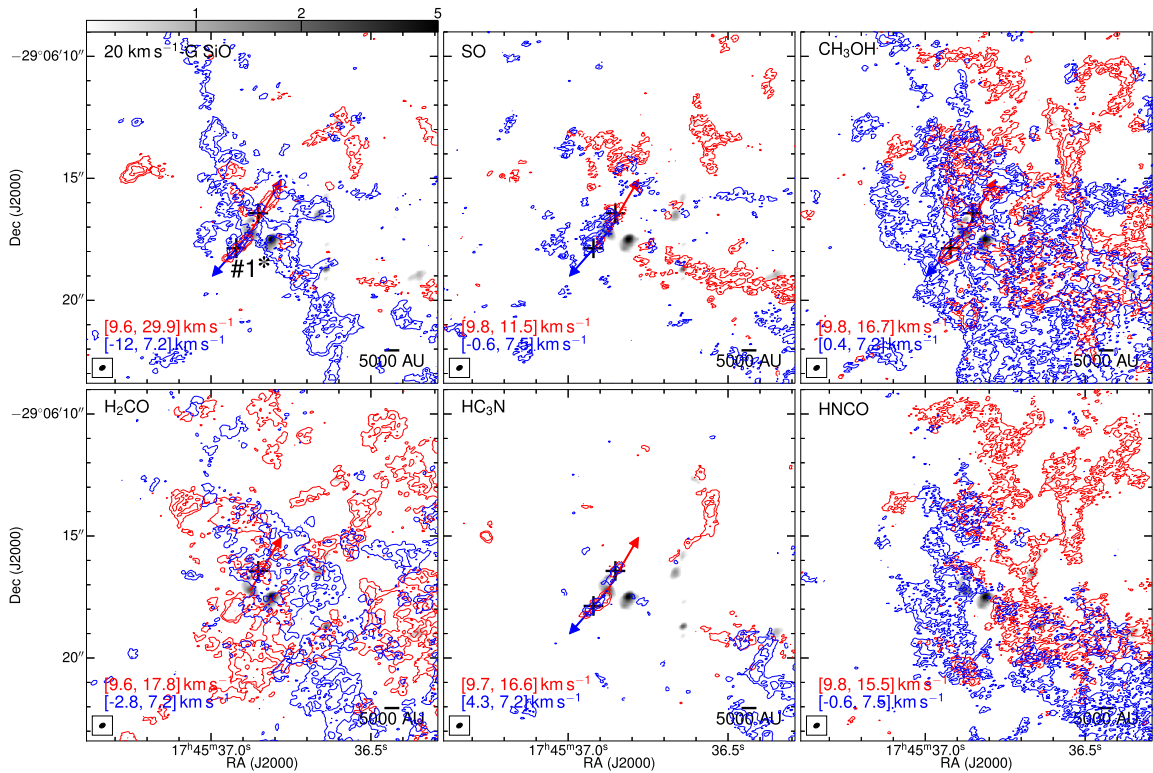 1 2 5
20 km s⁻¹-G SiO SO CH₃OH
−29°06′10″
15″
20″
Dec (J2000)
#1*
[9.6, 29.9] km s⁻¹ [9.8, 11.5] km s⁻¹ [9.8, 16.7] km s⁻¹
[-12, 7.2] km s⁻¹ [-0.6, 7.5] km s⁻¹ [0.4, 7.2] km s⁻¹
5000 AU 5000 AU 5000 AU
H₂CO HC₃N HNCO
−29°06′10″
15″
20″
Dec (J2000)
[9.6, 17.8] km s⁻¹ [9.7, 16.6] km s⁻¹ [9.8, 15.5] km s⁻¹
[-2.8, 7.2] km s⁻¹ [4.3, 7.2] km s⁻¹ [-0.6, 7.5] km s⁻¹
5000 AU 5000 AU 5000 AU
17ʰ45ᵐ37.0ˢ 36.5ˢ 17ʰ45ᵐ37.0ˢ 36.5ˢ 17ʰ45ᵐ37.0ˢ 36.5ˢ
RA (J2000) RA (J2000) RA (J2000)